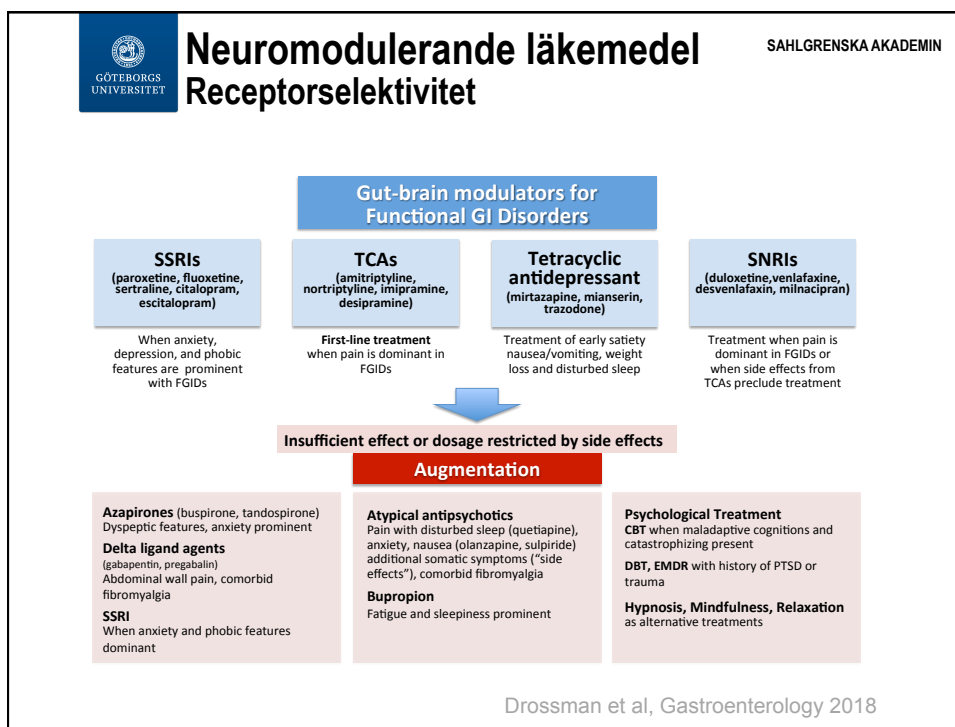 GÖTEBORGS
UNIVERSITET
Neuromodulerande läkemedel
Receptorselektivitet
SAHLGRENSKA AKADEMIN
Gut-brain modulators for
Functional GI Disorders
SSRIs
(paroxetine, fluoxetine,
sertraline, citalopram,
escitalopram)
When anxiety,
depression, and phobic
features are prominent
with FGIDs
TCAs
(amitriptyline,
nortriptyline, imipramine,
desipramine)
First-line treatment
when pain is dominant in
FGIDs
Tetracyclic
antidepressant
(mirtazapine, mianserin,
trazodone)
Treatment of early satiety
nausea/vomiting, weight
loss and disturbed sleep
SNRIs
(duloxetine,venlafaxine,
desvenlafaxin, milnacipran)
Treatment when pain is
dominant in FGIDs or
when side effects from
TCAs preclude treatment
Insufficient effect or dosage restricted by side effects
Augmentation
Azapirones (buspirone, tandospirone)
Dyspeptic features, anxiety prominent
Delta ligand agents
(gabapentin, pregabalin)
Abdominal wall pain, comorbid
fibromyalgia
SSRI
When anxiety and phobic features
dominant
Atypical antipsychotics
Pain with disturbed sleep (quetiapine),
anxiety, nausea (olanzapine, sulpiride)
additional somatic symptoms (“side
effects”), comorbid fibromyalgia
Bupropion
Fatigue and sleepiness prominent
Psychological Treatment
CBT when maladaptive cognitions and
catastrophizing present
DBT, EMDR with history of PTSD or
trauma
Hypnosis, Mindfulness, Relaxation
as alternative treatments
Drossman et al, Gastroenterology 2018